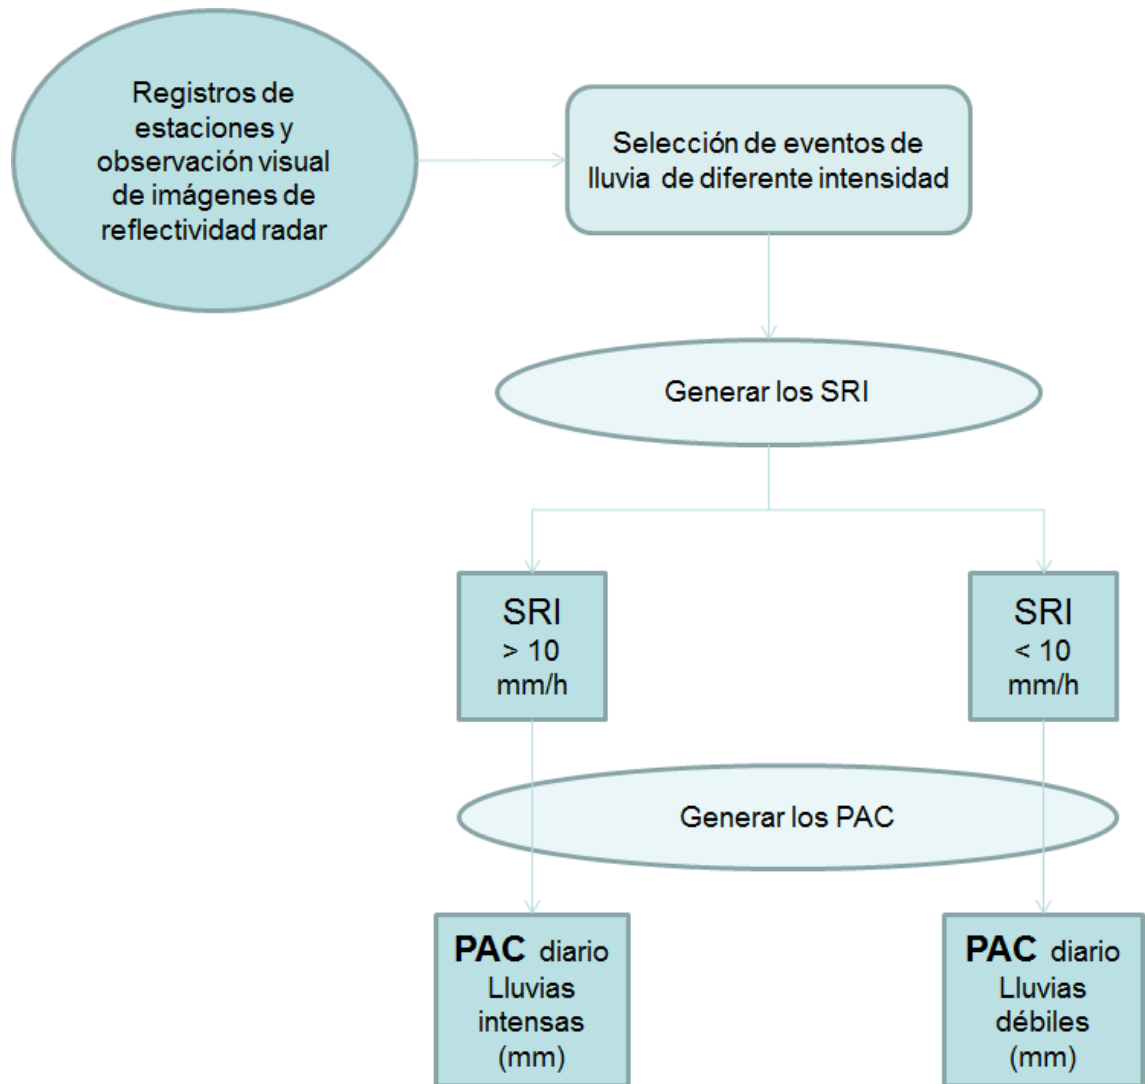 Registros de
estaciones y
observación visual
de imágenes de
reflectividad radar
Selección de eventos de
lluvia de diferente intensidad
Generar los SRI
SRI
> 10
mm/h
SRI
< 10
mm/h
Generar los PAC
PAC diario
Lluvias
intensas
(mm)
PAC diario
Lluvias
débiles
(mm)